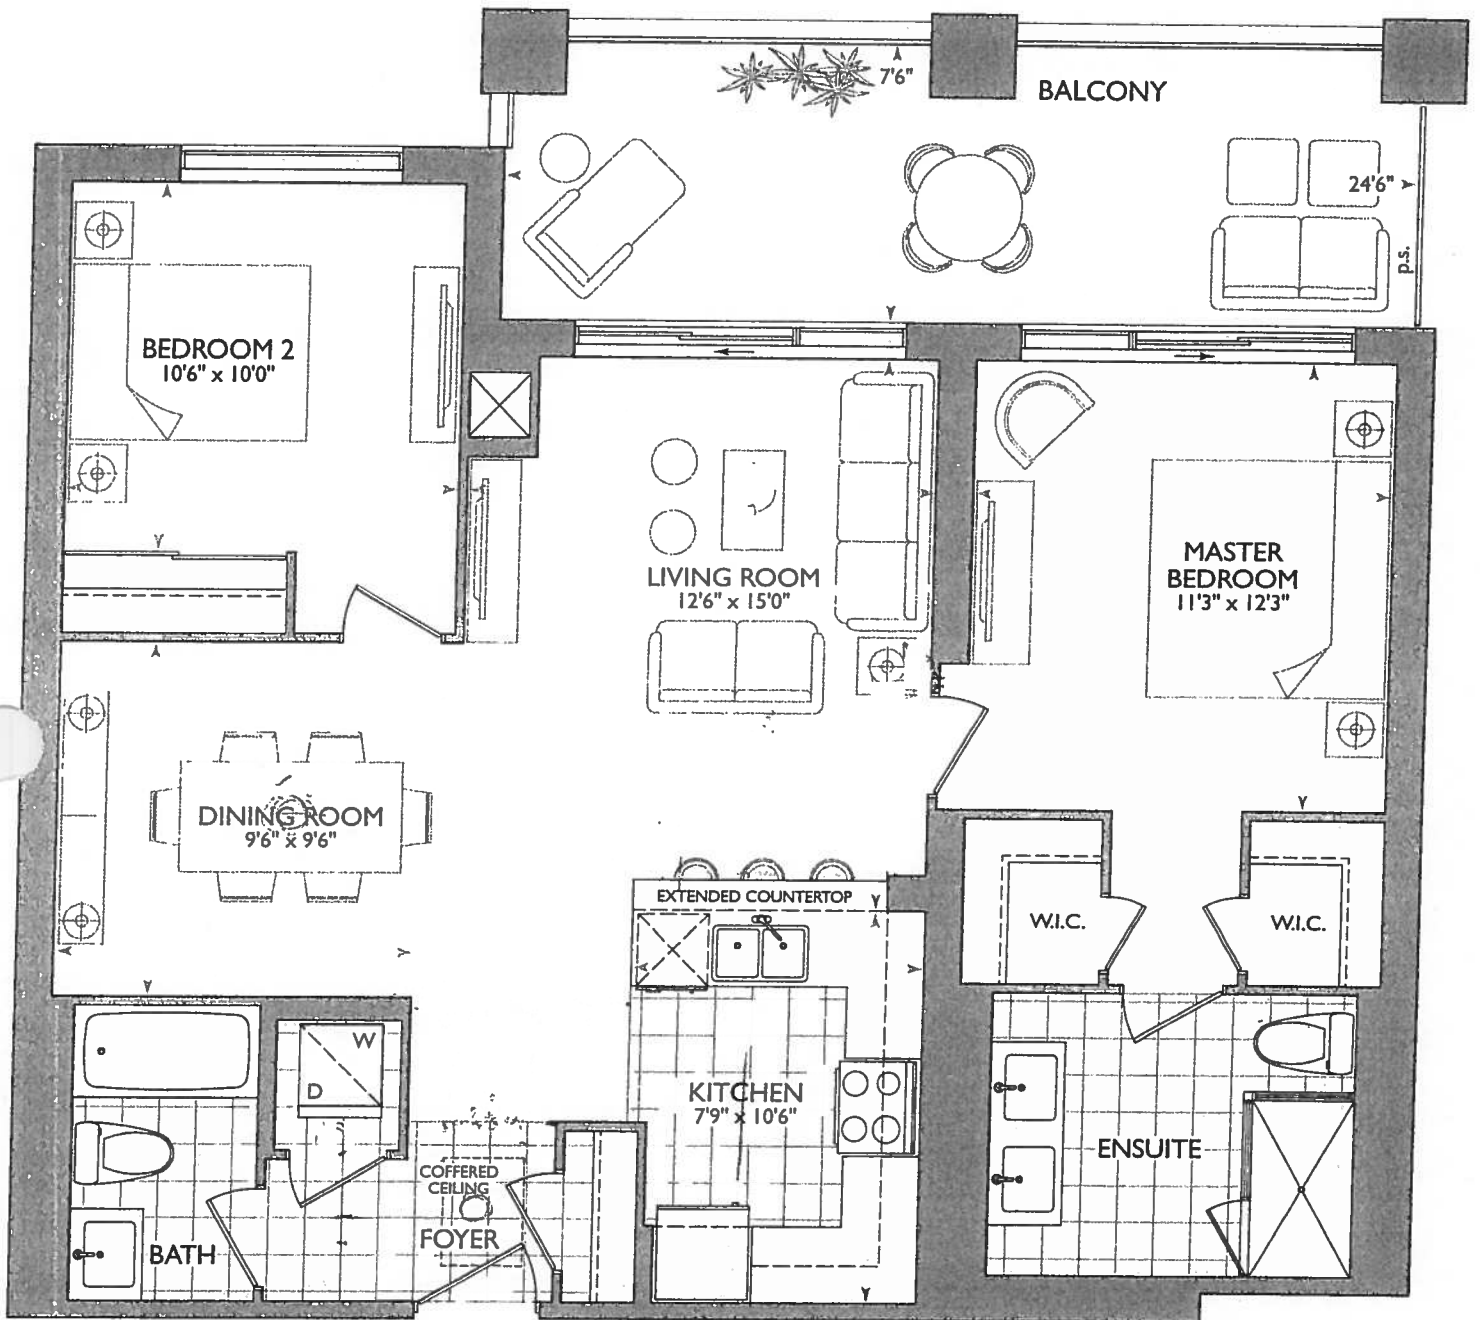 7'6"
BALCONY
24'6"
p.s.
BEDROOM 2
10'6" x 10'0"
LIVING ROOM
12'6" x 15'0"
MASTER
BEDROOM
11'3" x 12'3"
DINING ROOM
9'6" x 9'6"
EXTENDED COUNTERTOP
W.I.C.
W.I.C.
W
D
KITCHEN
7'9" x 10'6"
ENSUITE
COFFERED
CEILING
FOYER
BATH